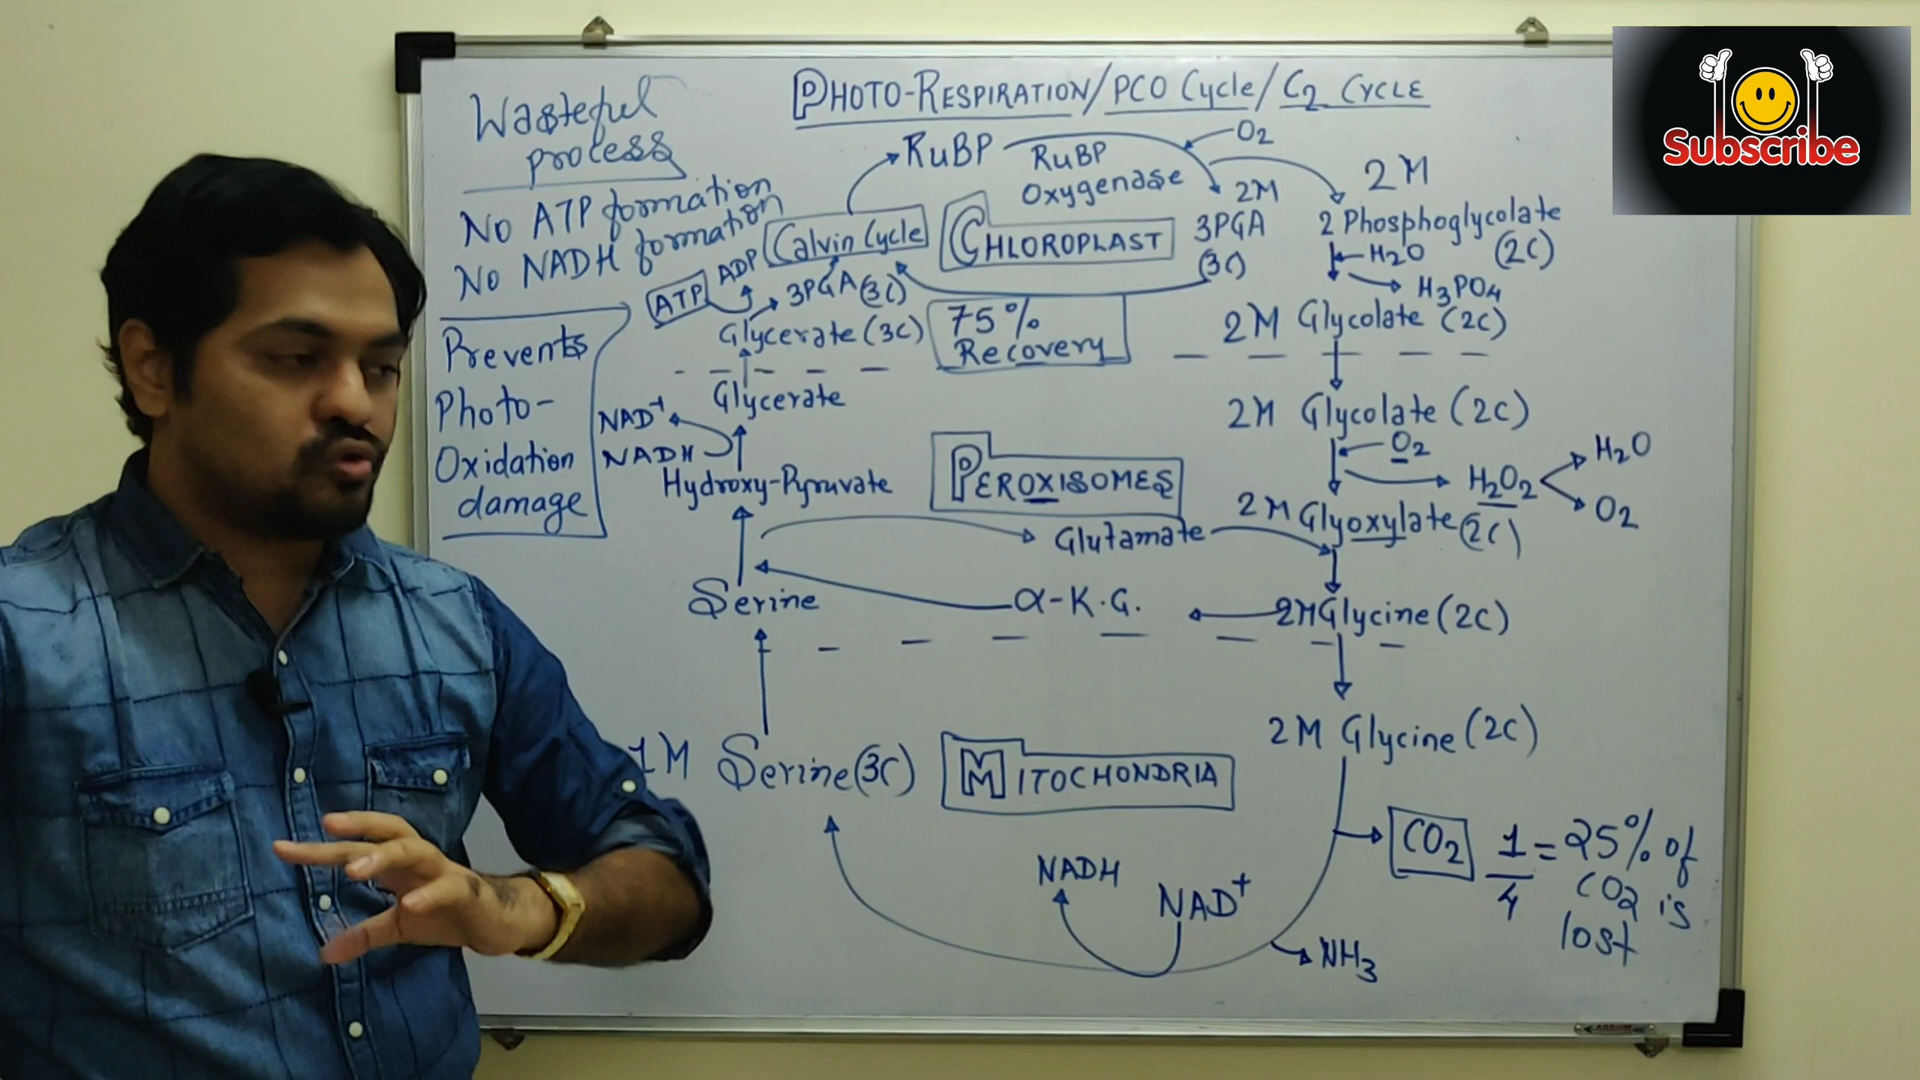 PHOTO-RESPIRATION/PCO CYCLE/C2 CYCLE
Subscribe
Wasteful
process
No ATP formation
No NADH formation
Prevents
Photo-
Oxidation
damage
RuBP
RuBP
Oxygenase
O2
2M
3PGA
(3C)
2M
2 Phosphoglycolate
(2C)
H2O
H3PO4
2M Glycolate (2C)
Calvin Cycle
CHLOROPLAST
ATP
ADP
3PGA(3C)
Glycerate (3C)
75%
Recovery
Glycerate
NAD+
NADH
Hydroxy-Pyruvate
PEROXISOMES
2M Glycolate (2C)
O2
H2O2
H2O
O2
2M Glyoxylate (2C)
Glutamate
Serine
α-K.G.
2M Glycine (2C)
1M Serine (3C)
MITOCHONDRIA
2M Glycine (2C)
CO2
1/4 = 25% of
CO2 is
lost
NADH
NAD+
NH3